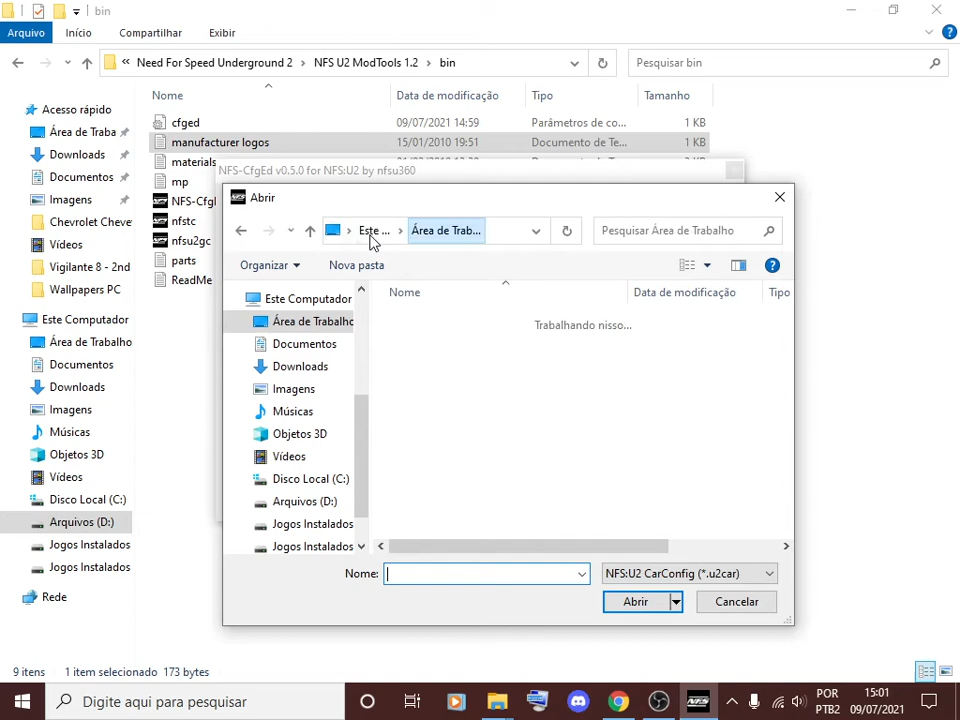 bin
Arquivo
Início
Compartilhar
Exibir
« Need For Speed Underground 2 › NFS U2 ModTools 1.2 › bin
Pesquisar bin
Nome
Data de modificação
Tipo
Tamanho
Acesso rápido
Área de Traba
Downloads
Documentos
Imagens
Chevrolet Cheve
Vídeos
Vigilante 8 - 2nd
Wallpapers PC
Este Computador
Área de Trabalho
Documentos
Downloads
Imagens
Músicas
Objetos 3D
Vídeos
Disco Local (C:)
Arquivos (D:)
Jogos Instalados
Jogos Instalados
Rede
cfged 09/07/2021 14:59 Parâmetros de co... 1 KB
manufacturer logos 15/01/2010 19:51 Documento de Te... 1 KB
materials
mp
NFS-CfgE
nfstc
nfsu2gc
parts
ReadMe
NFS-CfgEd v0.5.0 for NFS:U2 by nfsu360
Abrir
Este ... › Área de Trab...
Pesquisar Área de Trabalho
Organizar
Nova pasta
Nome
Data de modificação
Tipo
Trabalhando nisso...
Este Computador
Área de Trabalho
Documentos
Downloads
Imagens
Músicas
Objetos 3D
Vídeos
Disco Local (C:)
Arquivos (D:)
Jogos Instalados
Jogos Instalados
Nome:
NFS:U2 CarConfig (*.u2car)
Abrir
Cancelar
9 itens
1 item selecionado 173 bytes
Digite aqui para pesquisar
NFS
POR
PTB2
15:01
09/07/2021